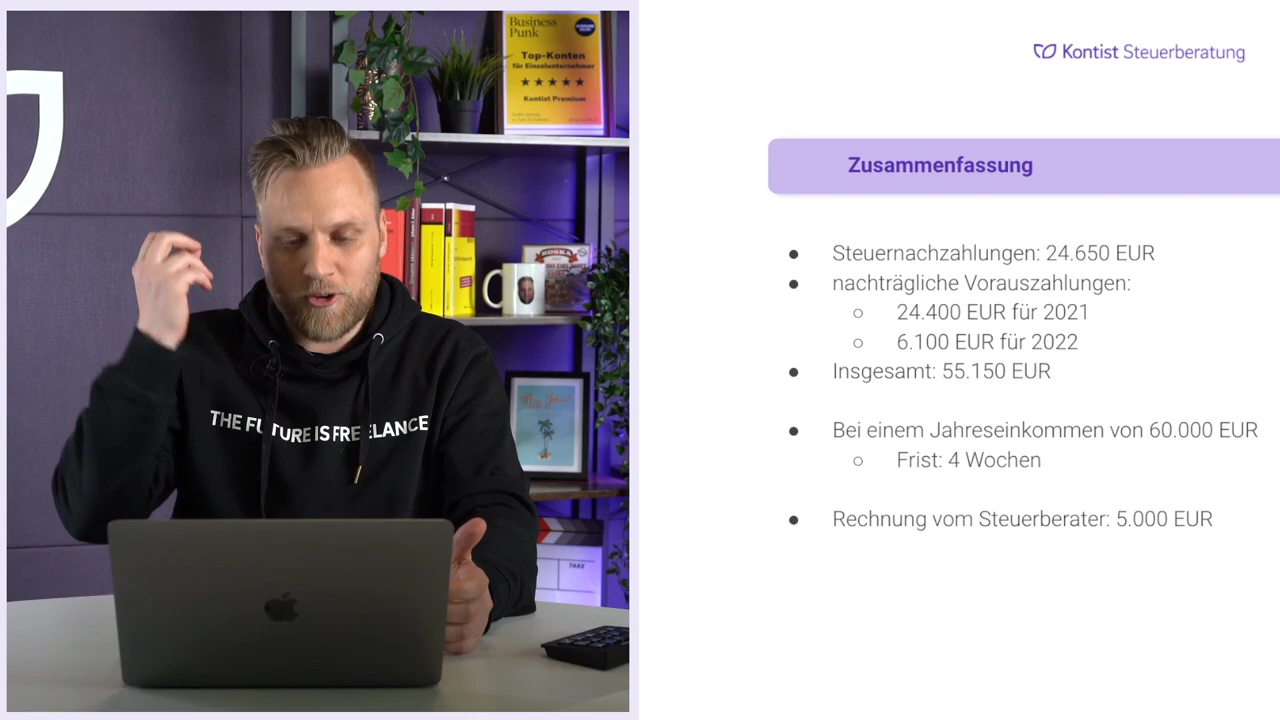 Business
Punk
Top-Konten
für Einzelunternehmer
Kontist Premium
THE FUTURE IS FREELANCE
TAKE
Kontist Steuerberatung
Zusammenfassung
● Steuernachzahlungen: 24.650 EUR
● nachträgliche Vorauszahlungen:
○ 24.400 EUR für 2021
○ 6.100 EUR für 2022
● Insgesamt: 55.150 EUR
● Bei einem Jahreseinkommen von 60.000 EUR
○ Frist: 4 Wochen
● Rechnung vom Steuerberater: 5.000 EUR